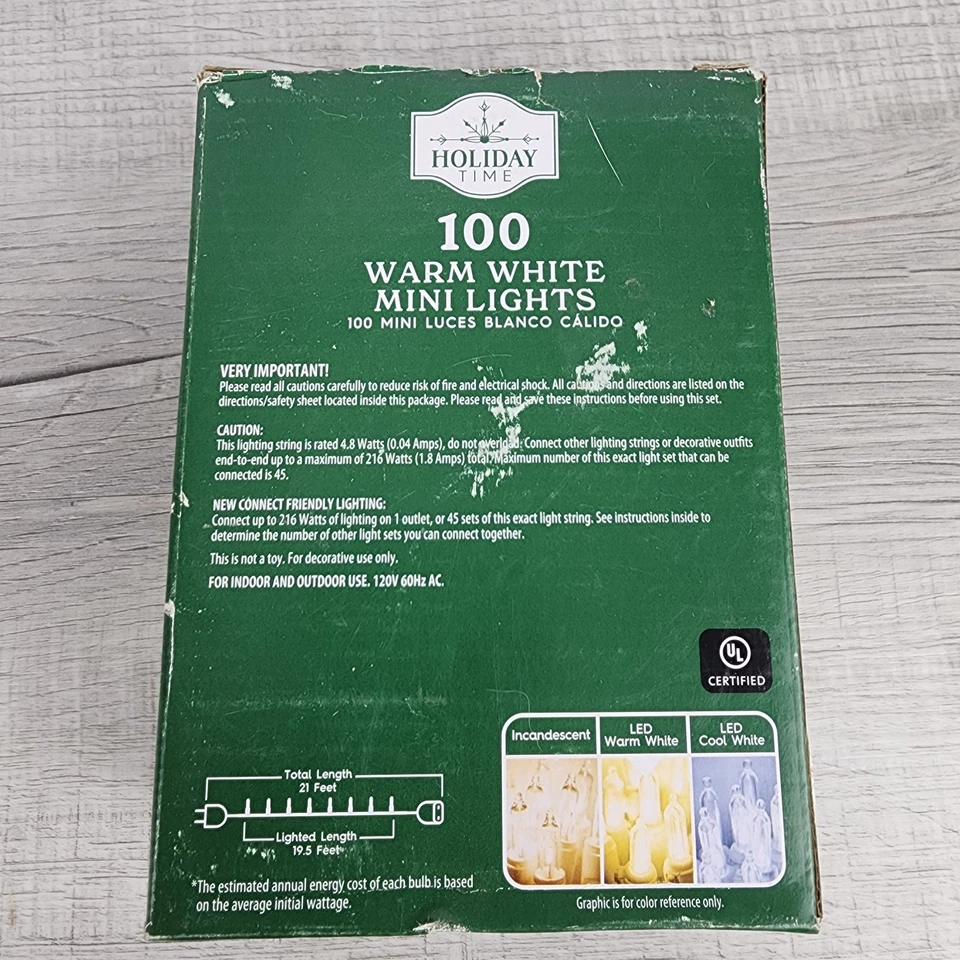 HOLIDAY
TIME
100
WARM WHITE
MINI LIGHTS
100 MINI LUCES BLANCO CÁLIDO
VERY IMPORTANT!
Please read all cautions carefully to reduce risk of fire and electrical shock. All cautions and directions are listed on the
directions/safety sheet located inside this package. Please read and save these instructions before using this set.
CAUTION:
This lighting string is rated 4.8 Watts (0.04 Amps), do not overload. Connect other lighting strings or decorative outfits
end-to-end up to a maximum of 216 Watts (1.8 Amps) total. Maximum number of this exact light set that can be
connected is 45.
NEW CONNECT FRIENDLY LIGHTING:
Connect up to 216 Watts of lighting on 1 outlet, or 45 sets of this exact light string. See instructions inside to
determine the number of other light sets you can connect together.
This is not a toy. For decorative use only.
FOR INDOOR AND OUTDOOR USE. 120V 60Hz AC.
UL
CERTIFIED
Incandescent
LED
Warm White
LED
Cool White
Total Length
21 Feet
Lighted Length
19.5 Feet
*The estimated annual energy cost of each bulb is based
on the average initial wattage.
Graphic is for color reference only.